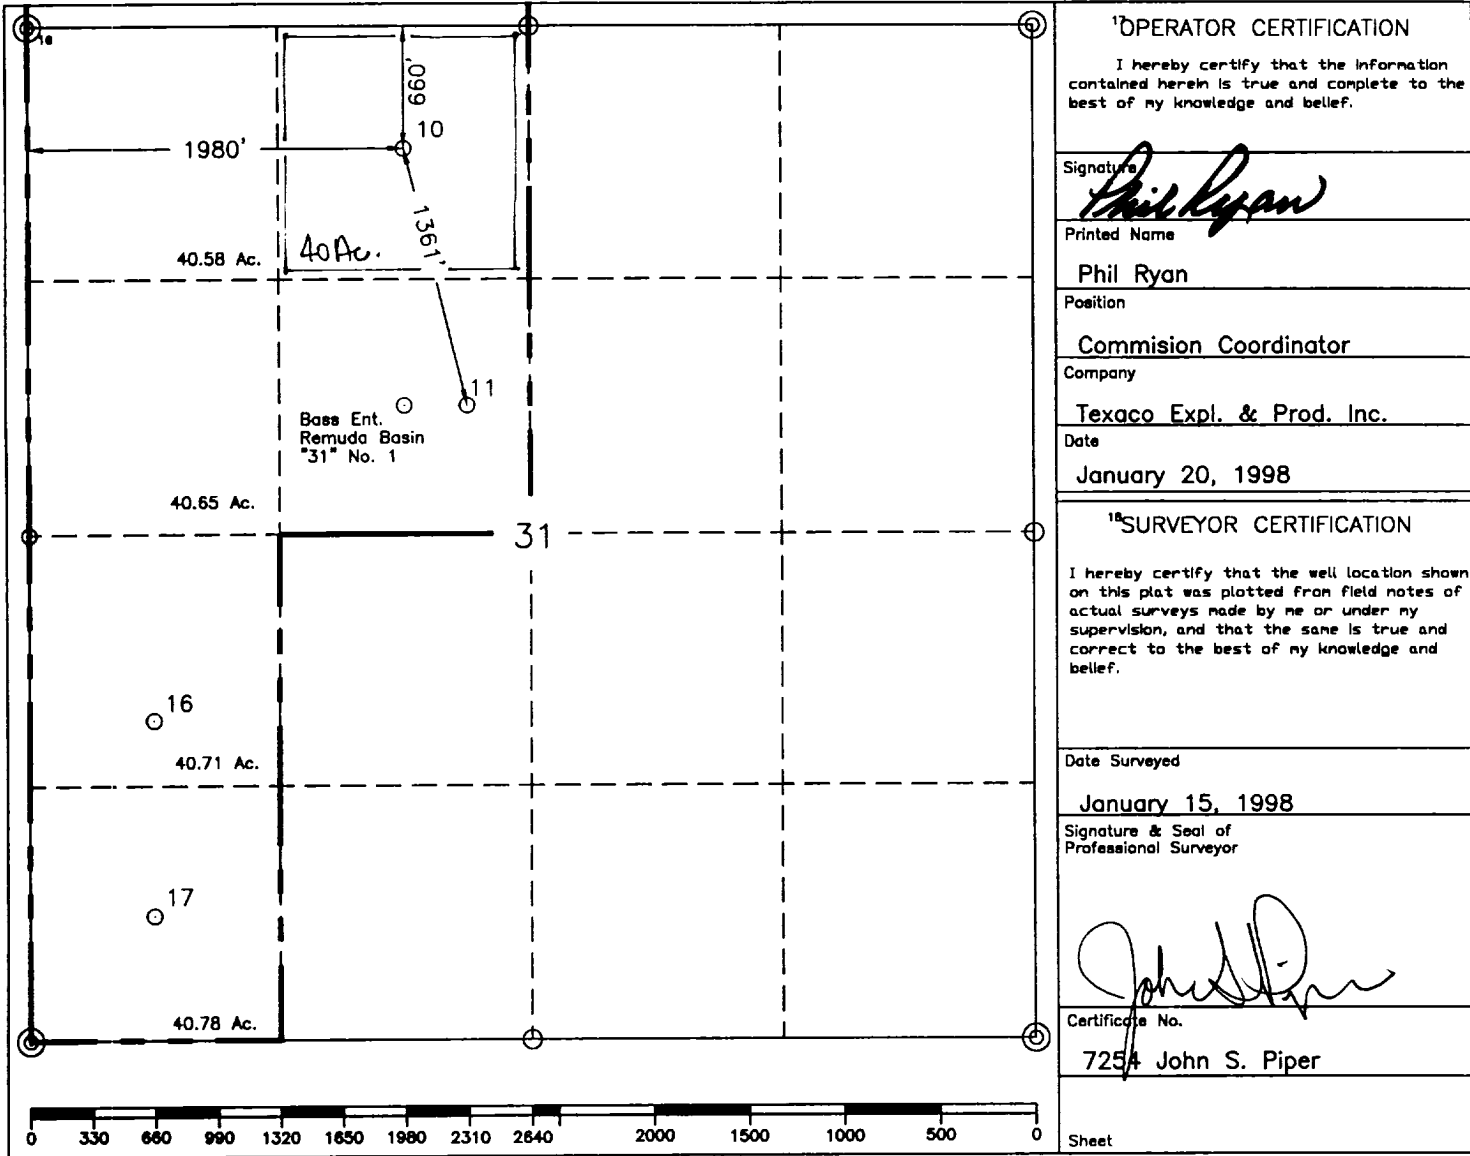 16
660'
10
1980'
1361'
40 Ac.
40.58 Ac.
11
Bass Ent.
Remuda Basin
"31" No. 1
40.65 Ac.
31
16
40.71 Ac.
17
40.78 Ac.
0 330 660 990 1320 1650 1980 2310 2640 2000 1500 1000 500 0
17 OPERATOR CERTIFICATION
I hereby certify that the information
contained herein is true and complete to the
best of my knowledge and belief.
Signature
Phil Ryan
Printed Name
Phil Ryan
Position
Commision Coordinator
Company
Texaco Expl. & Prod. Inc.
Date
January 20, 1998
18 SURVEYOR CERTIFICATION
I hereby certify that the well location shown
on this plat was plotted from field notes of
actual surveys made by me or under my
supervision, and that the same is true and
correct to the best of my knowledge and
belief.
Date Surveyed
January 15, 1998
Signature & Seal of
Professional Surveyor
John S. Piper
Certificate No.
7254 John S. Piper
Sheet